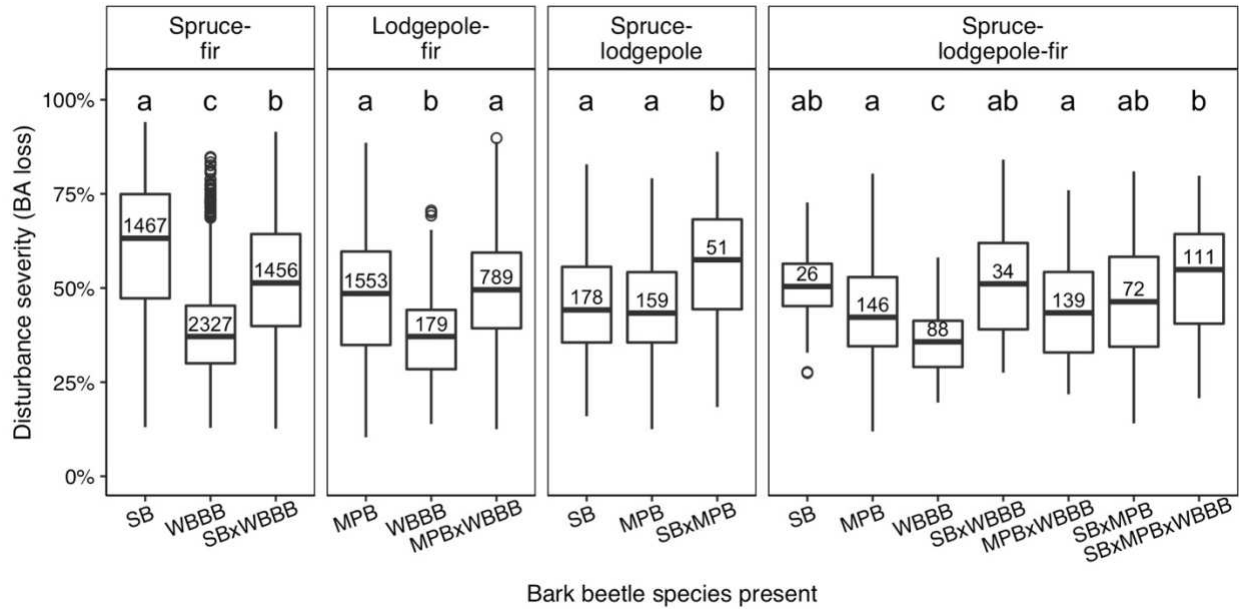 Spruce-
fir
Lodgepole-
fir
Spruce-
lodgepole
Spruce-
lodgepole-fir
Disturbance severity (BA loss)
100%
75%
50%
25%
0%
a c b
a b a
a a b
ab a c ab a ab b
1467 2327 1456
1553 179 789
178 159 51
26 146 88 34 139 72 111
SB WBBB SBxWBBB
MPB WBBB MPBxWBBB
SB MPB SBxMPB
SB MPB WBBB SBxWBBB MPBxWBBB SBxMPB SBxMPBxWBBB
Bark beetle species present